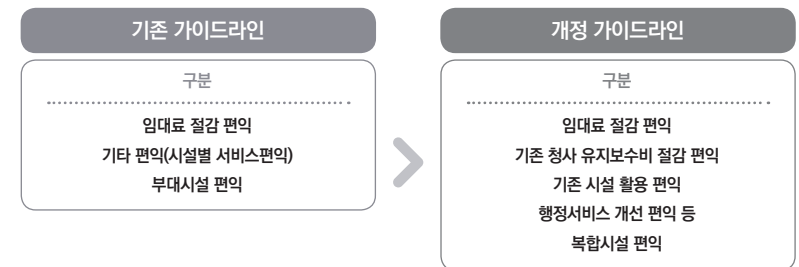 기존 가이드라인
구분
임대료 절감 편익
기타 편익(시설별 서비스편익)
부대시설 편익
개정 가이드라인
구분
임대료 절감 편익
기존 청사 유지보수비 절감 편익
기존 시설 활용 편익
행정서비스 개선 편익 등
복합시설 편익